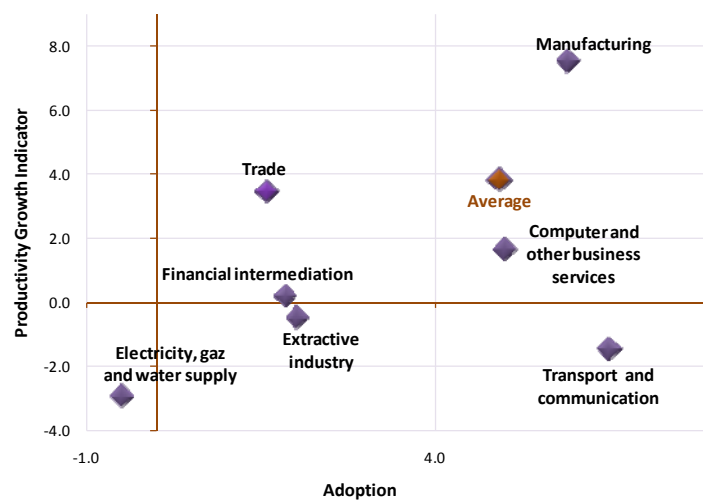 8.0
6.0
4.0
2.0
0.0
-2.0
-4.0
Productivity Growth Indicator
Manufacturing
Trade
Average
Computer and
other business
services
Financial intermediation
Extractive
industry
Electricity, gaz
and water supply
Transport and
communication
-1.0
4.0
Adoption